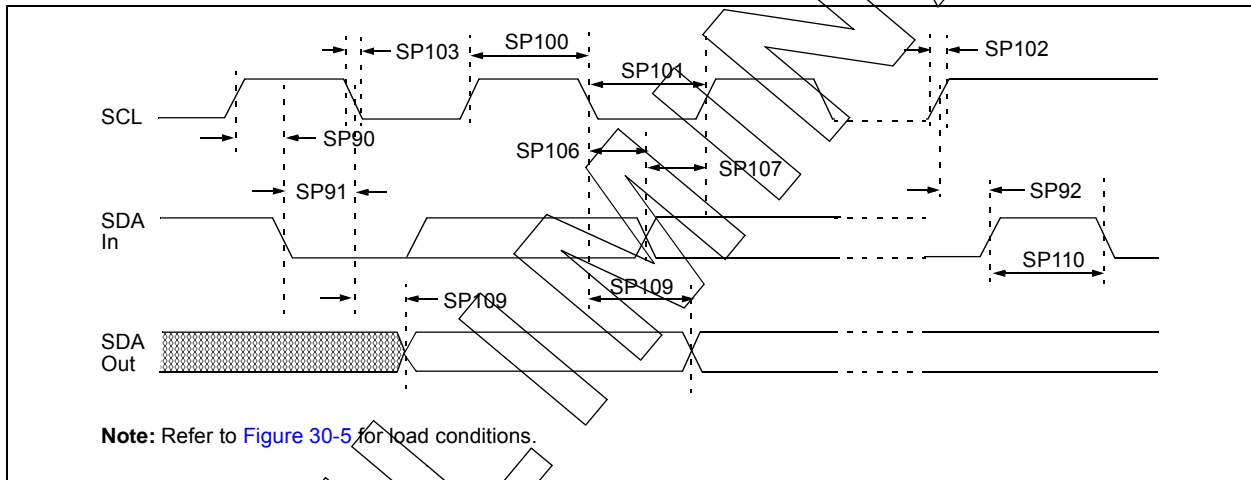 SP103
SP100
SP102
SP101
SCL
SP90
SP106
SP107
SP91
SP92
SDA
In
SP110
SP109
SP109
SDA
Out
Note: Refer to Figure 30-5 for load conditions.